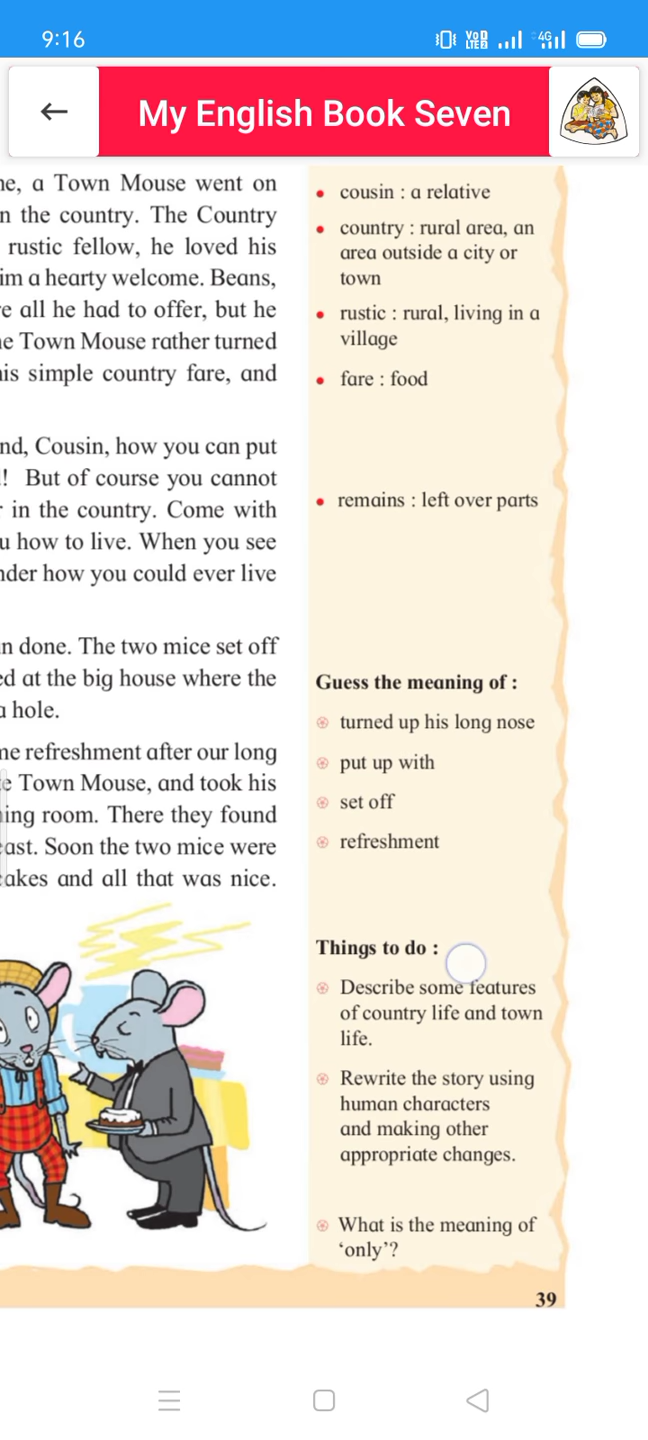 9:16
VoD LTED 4G
My English Book Seven
ne, a Town Mouse went on
n the country. The Country
rustic fellow, he loved his
im a hearty welcome. Beans,
e all he had to offer, but he
ne Town Mouse rather turned
his simple country fare, and
nd, Cousin, how you can put
! But of course you cannot
r in the country. Come with
u how to live. When you see
nder how you could ever live
n done. The two mice set off
ed at the big house where the
a hole.
me refreshment after our long
e Town Mouse, and took his
ing room. There they found
east. Soon the two mice were
cakes and all that was nice.
• cousin : a relative
• country : rural area, an
area outside a city or
town
• rustic : rural, living in a
village
• fare : food
• remains : left over parts
Guess the meaning of :
turned up his long nose
put up with
set off
refreshment
Things to do :
Describe some features
of country life and town
life.
Rewrite the story using
human characters
and making other
appropriate changes.
What is the meaning of
‘only’?
39